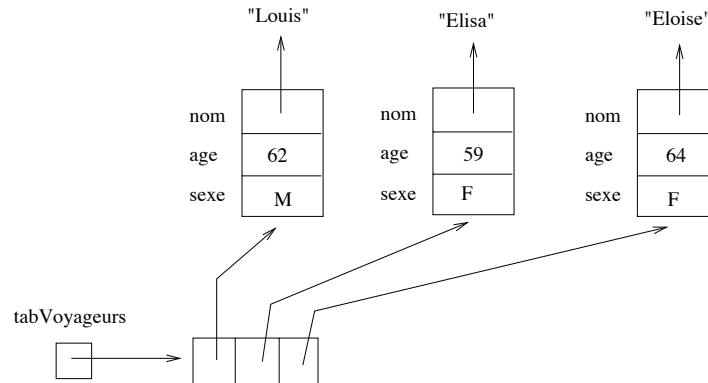 "Louis" "Elisa" "Eloise"
nom nom nom
age 62 age 59 age 64
sexe M sexe F sexe F
tabVoyageurs